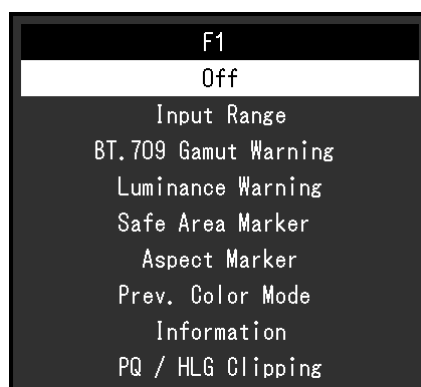 F1
Off
Input Range
BT.709 Gamut Warning
Luminance Warning
Safe Area Marker
Aspect Marker
Prev. Color Mode
Information
PQ / HLG Clipping